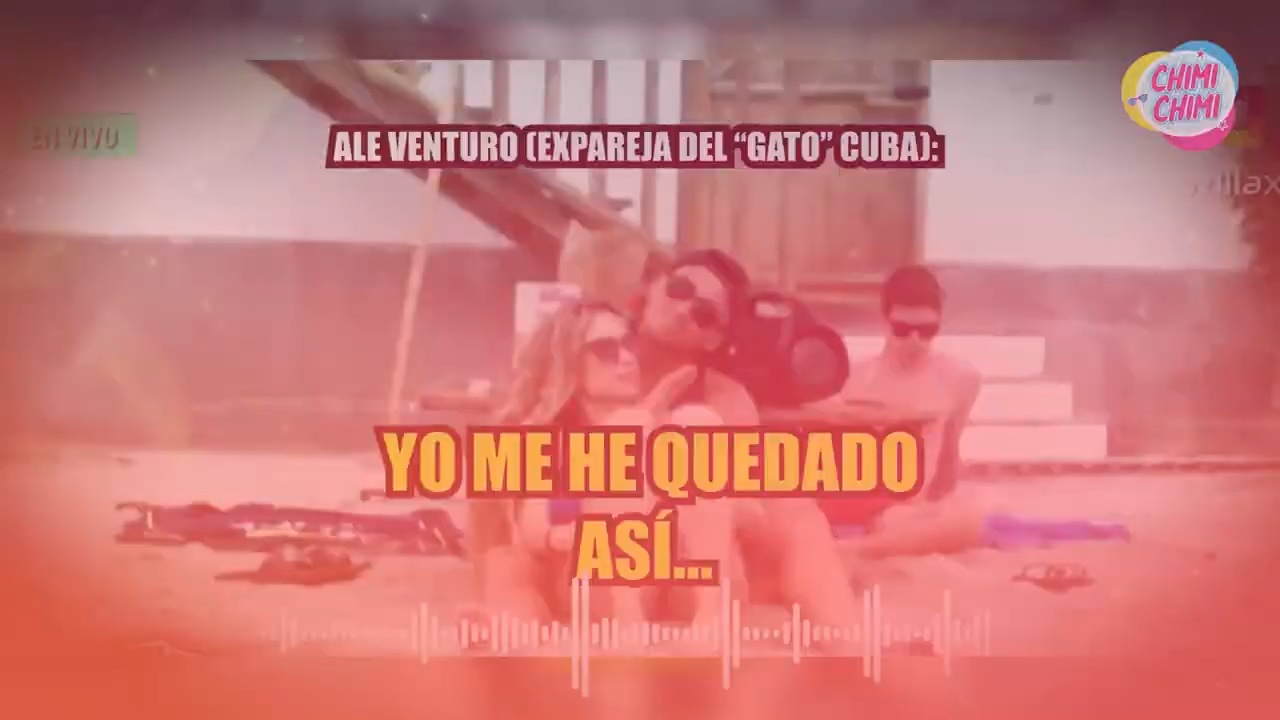 CHIMI
CHIMI
EN VIVO
ALE VENTURO (EXPAREJA DEL “GATO” CUBA):
YO ME HE QUEDADO
ASÍ...